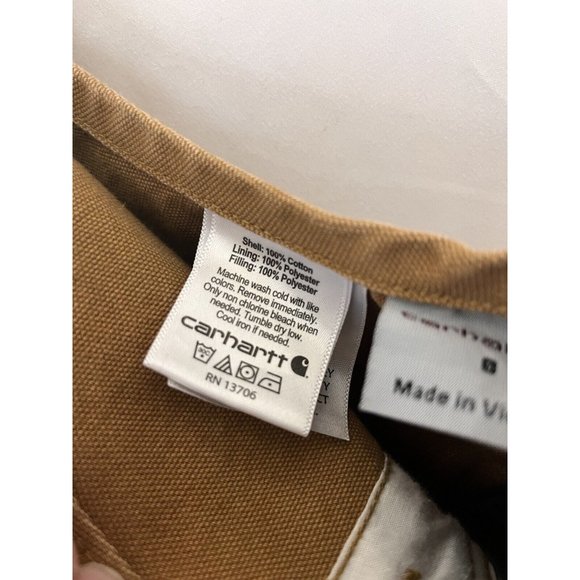 Shell: 100% Cotton
Lining: 100% Polyester
Filling: 100% Polyester
Machine wash cold with like
colors. Remove immediately.
Only non chlorine bleach when
needed. Tumble dry low.
Cool iron if needed.
carhartt
RN 13706
carha
Made in Vi